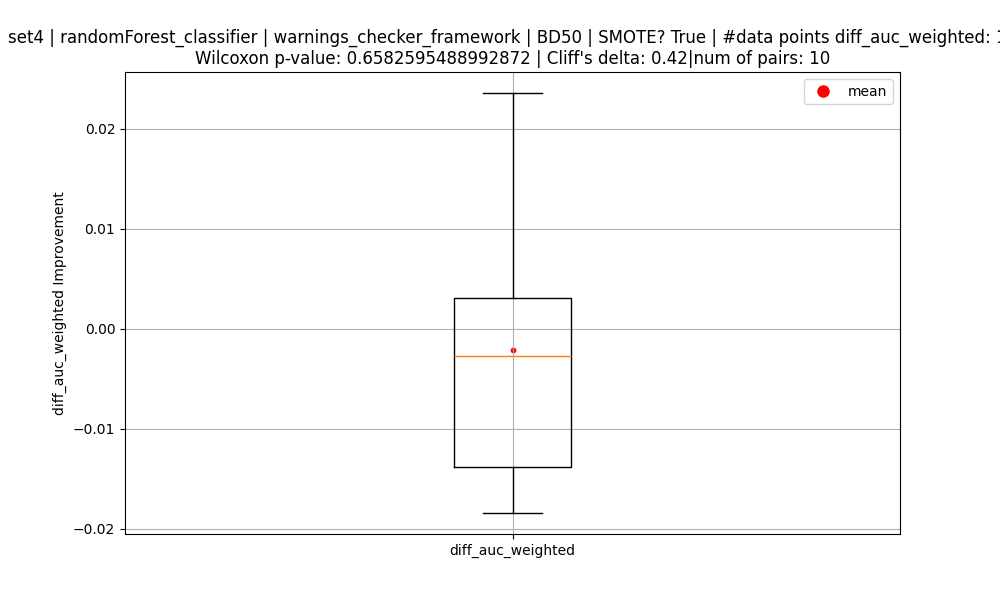 set4 | randomForest_classifier | warnings_checker_framework | BD50 | SMOTE? True | #data points diff_auc_weighted:
Wilcoxon p-value: 0.6582595488992872 | Cliff's delta: 0.42|num of pairs: 10
mean
0.02
0.01
0.00
−0.01
−0.02
diff_auc_weighted Improvement
diff_auc_weighted